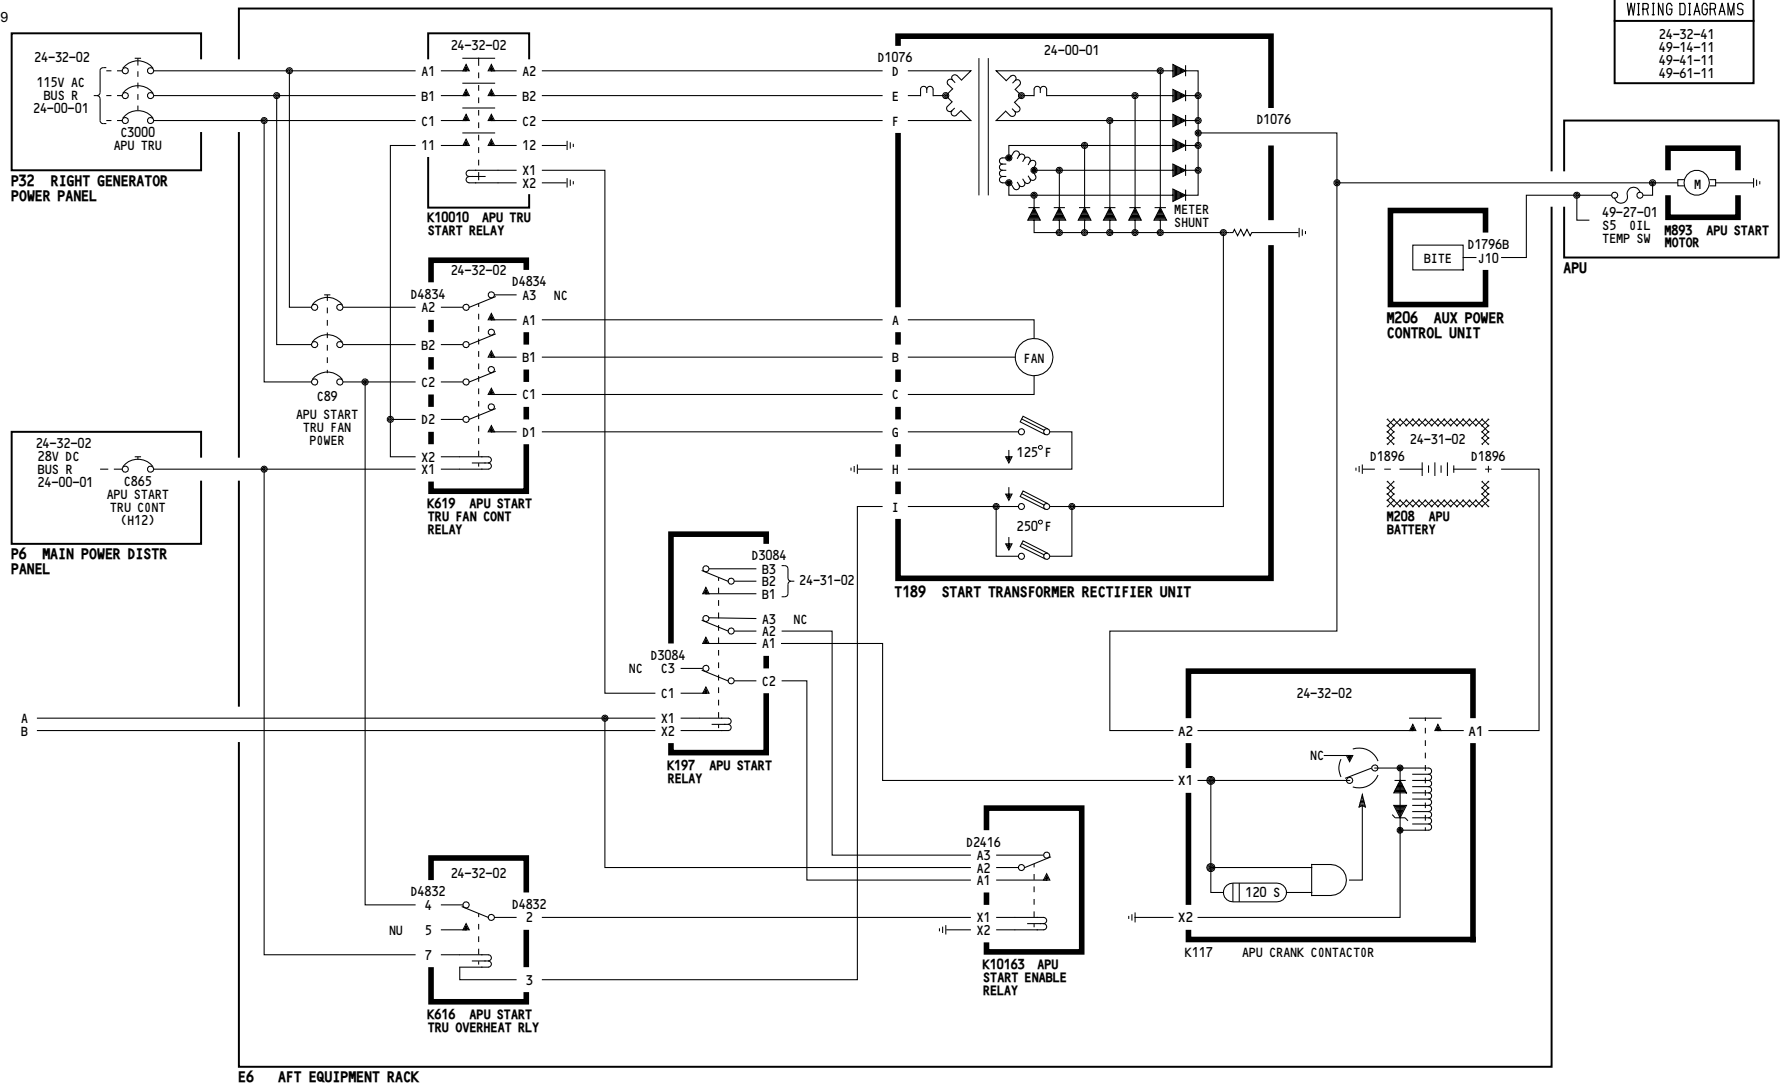 9
WIRING DIAGRAMS
24-32-41
49-14-11
49-41-11
49-61-11
24-32-02
115V AC
BUS R
24-00-01
C3000
APU TRU
P32 RIGHT GENERATOR
POWER PANEL
24-32-02
A1 A2
B1 B2
C1 C2
11 12
X1
X2
K10010 APU TRU
START RELAY
D1076
24-00-01
D
E
F
D1076
METER
SHUNT
A
B
FAN
C
G
125°F
H
I
250°F
T189 START TRANSFORMER RECTIFIER UNIT
M
49-27-01
S5 OIL
TEMP SW
M893 APU START
MOTOR
APU
D1796B
BITE J10
M206 AUX POWER
CONTROL UNIT
24-32-02
D4834
D4834
A3 NC
A2
A1
B2
B1
C2
C1
D2
D1
X2
X1
K619 APU START
TRU FAN CONT
RELAY
C89
APU START
TRU FAN
POWER
24-32-02
28V DC
BUS R
24-00-01
C865
APU START
TRU CONT
(H12)
P6 MAIN POWER DISTR
PANEL
24-31-02
D1896 D1896
- +
M208 APU
BATTERY
D3084
B3
B2 24-31-02
B1
A3 NC
A2
A1
D3084
NC C3
C2
C1
X1
X2
K197 APU START
RELAY
A
B
24-32-02
A2 A1
NC
X1
120 S
X2
K117 APU CRANK CONTACTOR
D2416
A3
A2
A1
X1
X2
K10163 APU
START ENABLE
RELAY
24-32-02
D4832
4 D4832
2
NU 5
7
3
K616 APU START
TRU OVERHEAT RLY
E6 AFT EQUIPMENT RACK